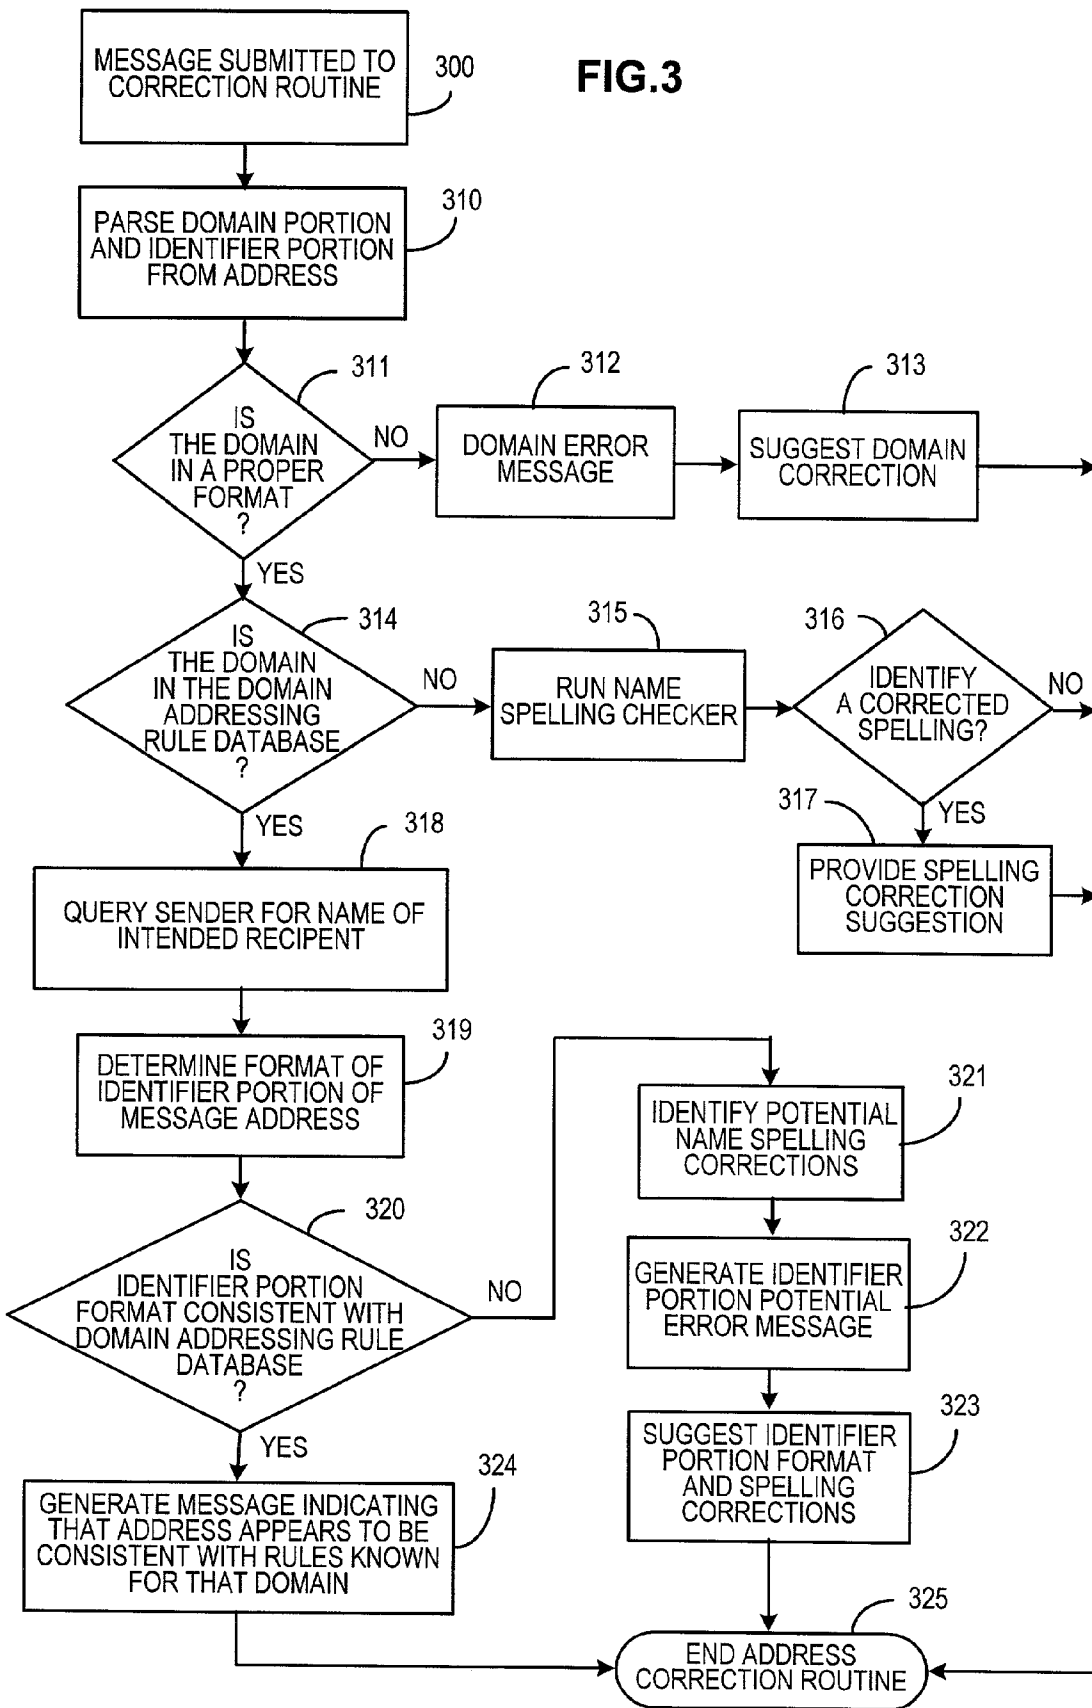 FIG.3
MESSAGE SUBMITTED TO
CORRECTION ROUTINE
300
PARSE DOMAIN PORTION
AND IDENTIFIER PORTION
FROM ADDRESS
310
IS
THE DOMAIN
IN A PROPER
FORMAT
?
311
NO
DOMAIN ERROR
MESSAGE
312
SUGGEST DOMAIN
CORRECTION
313
YES
IS
THE DOMAIN
IN THE DOMAIN
ADDRESSING
RULE DATABASE
?
314
NO
RUN NAME
SPELLING CHECKER
315
IDENTIFY
A CORRECTED
SPELLING?
316
NO
YES
317
PROVIDE SPELLING
CORRECTION
SUGGESTION
YES
318
QUERY SENDER FOR NAME OF
INTENDED RECIPENT
319
DETERMINE FORMAT OF
IDENTIFIER PORTION OF
MESSAGE ADDRESS
320
IS
IDENTIFIER PORTION
FORMAT CONSISTENT WITH
DOMAIN ADDRESSING RULE
DATABASE
?
NO
321
IDENTIFY POTENTIAL
NAME SPELLING
CORRECTIONS
322
GENERATE IDENTIFIER
PORTION POTENTIAL
ERROR MESSAGE
323
SUGGEST IDENTIFIER
PORTION FORMAT
AND SPELLING
CORRECTIONS
YES
324
GENERATE MESSAGE INDICATING
THAT ADDRESS APPEARS TO BE
CONSISTENT WITH RULES KNOWN
FOR THAT DOMAIN
325
END ADDRESS
CORRECTION ROUTINE